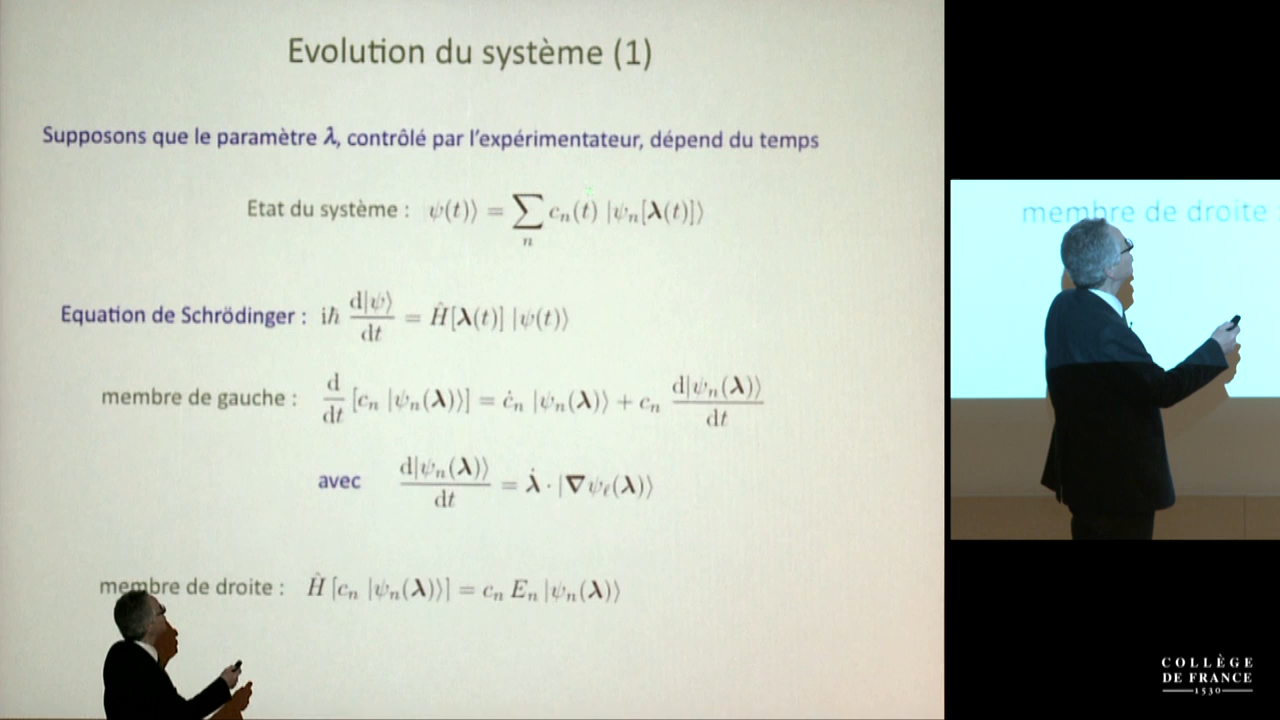 Evolution du système (1)
Supposons que le paramètre λ, contrôlé par l'expérimentateur, dépend du temps
Etat du système : ψ(t)⟩ = ∑_n c_n(t) |ψ_n[λ(t)]⟩
Equation de Schrödinger : iħ d|ψ⟩/dt = Ĥ[λ(t)] |ψ(t)⟩
membre de gauche : d/dt [c_n |ψ_n(λ)⟩] = ċ_n |ψ_n(λ)⟩ + c_n d|ψ_n(λ)⟩/dt
avec d|ψ_n(λ)⟩/dt = λ̇ · |∇ψ_ℓ(λ)⟩
membre de droite : Ĥ [c_n |ψ_n(λ)⟩] = c_n E_n |ψ_n(λ)⟩
membre de droite :
COLLÈGE
DE FRANCE
1530